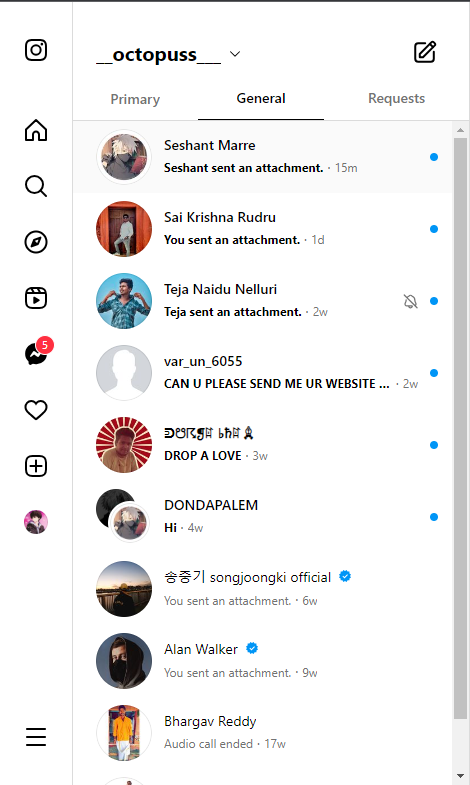 __octopuss___
Primary
General
Requests
Seshant Marre
Seshant sent an attachment. · 15m
Sai Krishna Rudru
You sent an attachment. · 1d
Teja Naidu Nelluri
Teja sent an attachment. · 2w
5
var_un_6055
CAN U PLEASE SEND ME UR WEBSITE ... · 2w
DROP A LOVE · 3w
DONDAPALEM
Hi · 4w
송중기 songjoongki official
You sent an attachment. · 6w
Alan Walker
You sent an attachment. · 9w
Bhargav Reddy
Audio call ended · 17w